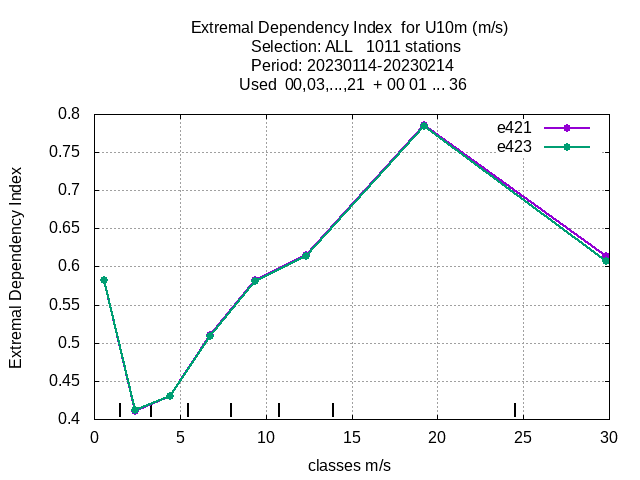 Extremal Dependency Index  for U10m (m/s)
Selection: ALL   1011 stations
Period: 20230114-20230214
Used  00,03,...,21  + 00 01 ... 36
e421
e423
0.8
0.75
0.7
0.65
0.6
0.55
0.5
0.45
0.4
Extremal Dependency Index
0 5 10 15 20 25 30
classes m/s